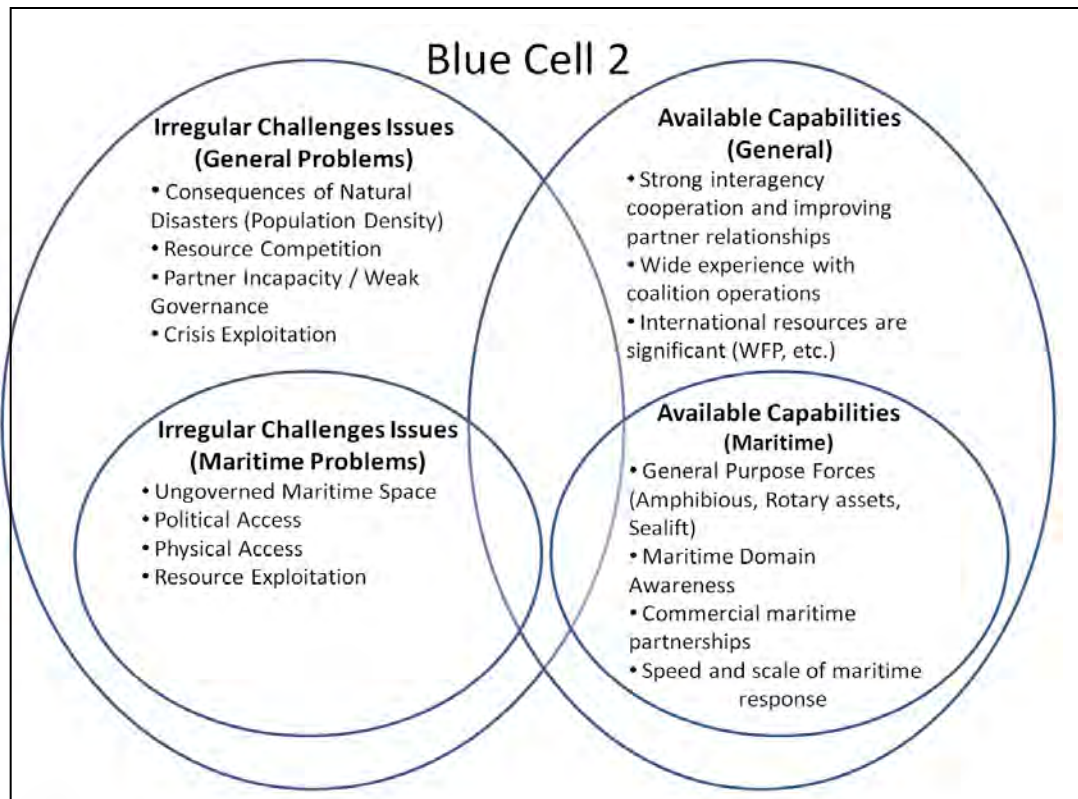 Blue Cell 2
Irregular Challenges Issues
(General Problems)
• Consequences of Natural
Disasters (Population Density)
• Resource Competition
• Partner Incapacity / Weak
Governance
• Crisis Exploitation
Available Capabilities
(General)
• Strong interagency
cooperation and improving
partner relationships
• Wide experience with
coalition operations
• International resources are
significant (WFP, etc.)
Irregular Challenges Issues
(Maritime Problems)
• Ungoverned Maritime Space
• Political Access
• Physical Access
• Resource Exploitation
Available Capabilities
(Maritime)
• General Purpose Forces
(Amphibious, Rotary assets,
Sealift)
• Maritime Domain
Awareness
• Commercial maritime
partnerships
• Speed and scale of maritime
response